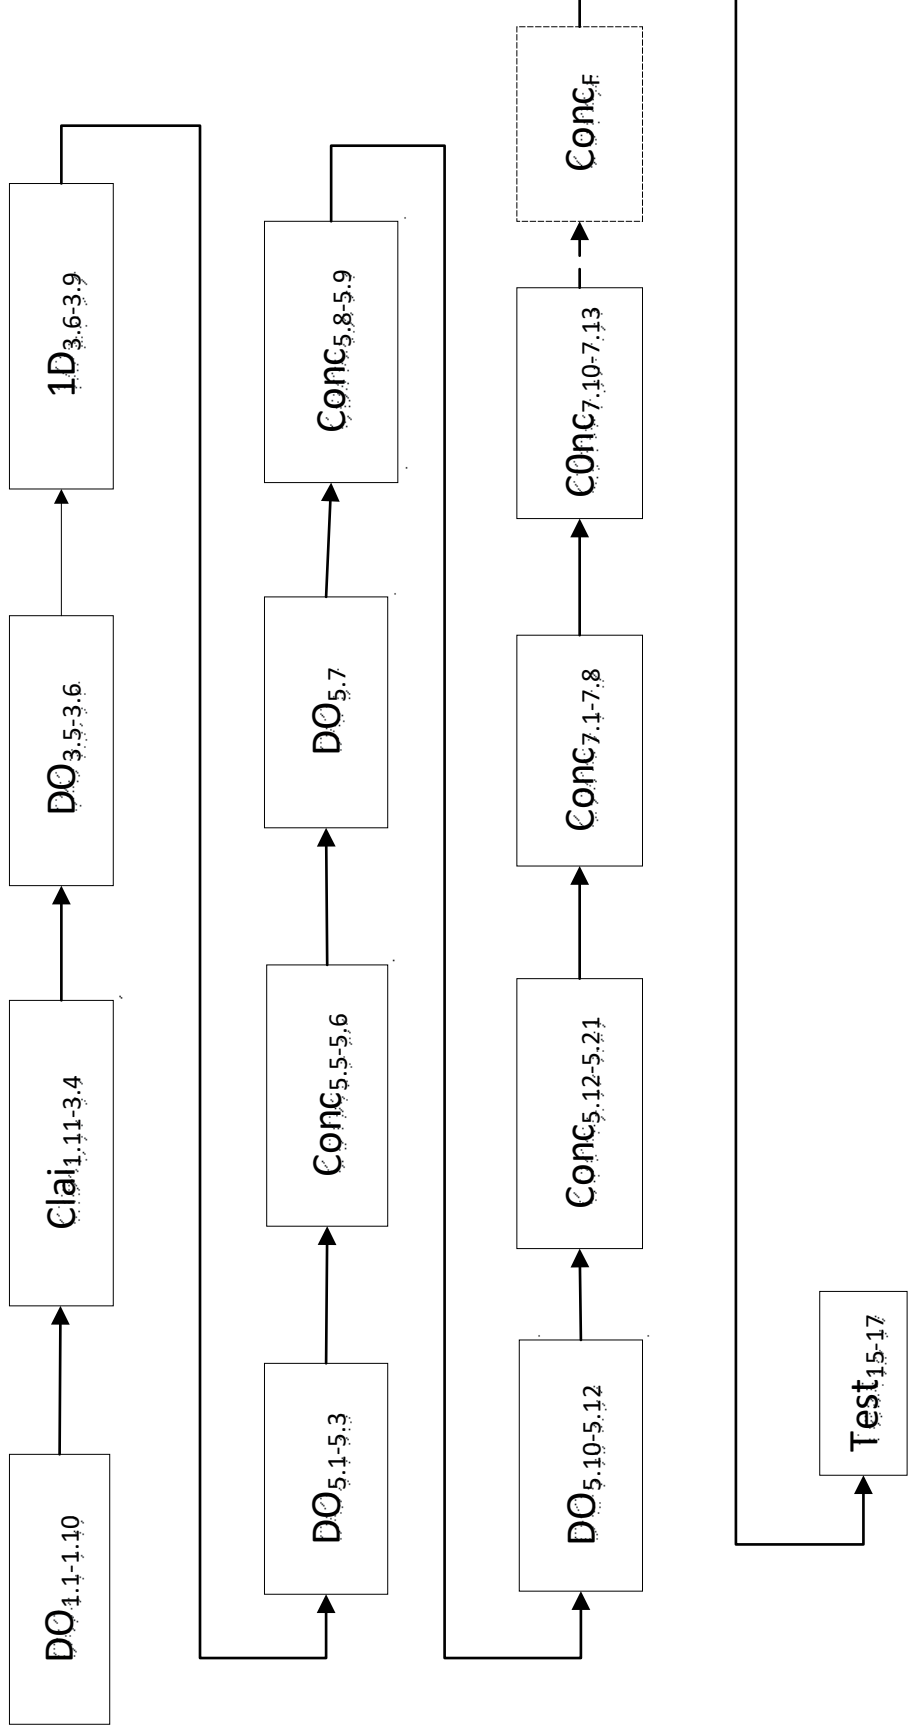 DO1.1-1.10
Clai1.11-3.4
DO3.5-3.6
1D3.6-3.9
DO5.1-5.3
Conc5.5-5.6
DO5.7
Conc5.8-5.9
DO5.10-5.12
Conc5.12-5.21
Conc7.1-7.8
C0nc7.10-7.13
ConcF
Test15-17